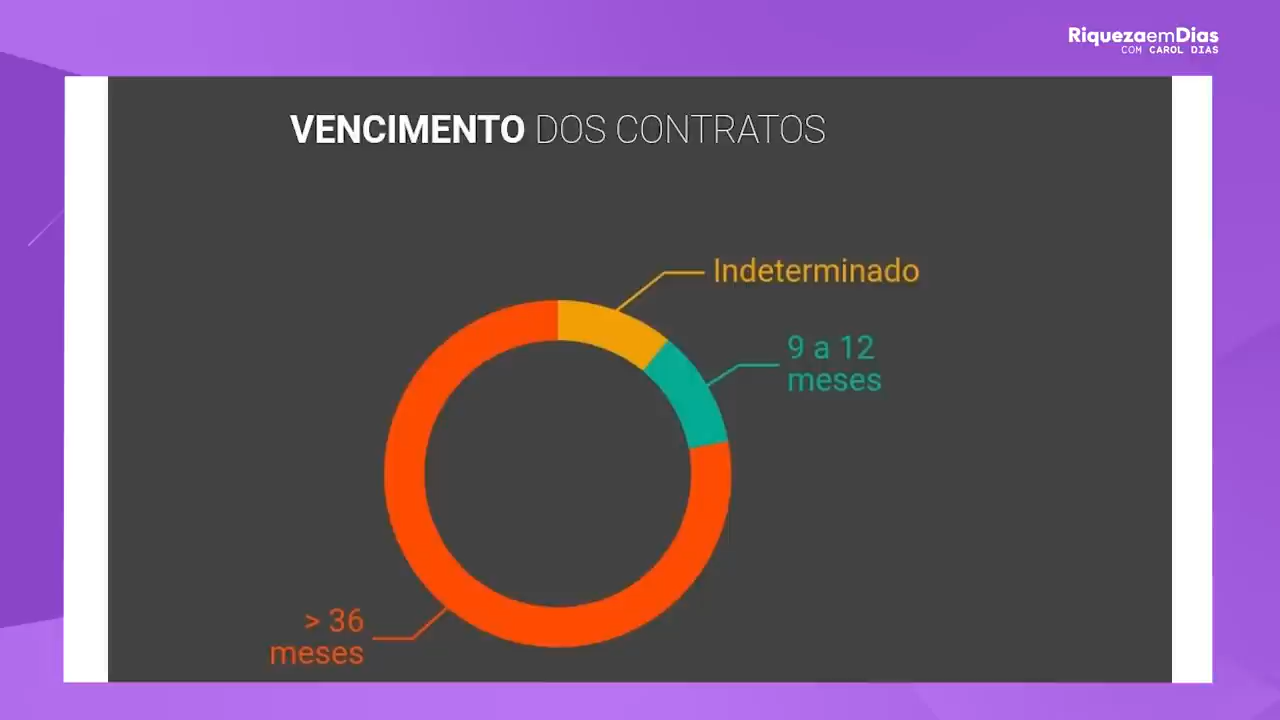 RiquezaemDias
COM CAROL DIAS
VENCIMENTO DOS CONTRATOS
Indeterminado
9 a 12
meses
> 36
meses